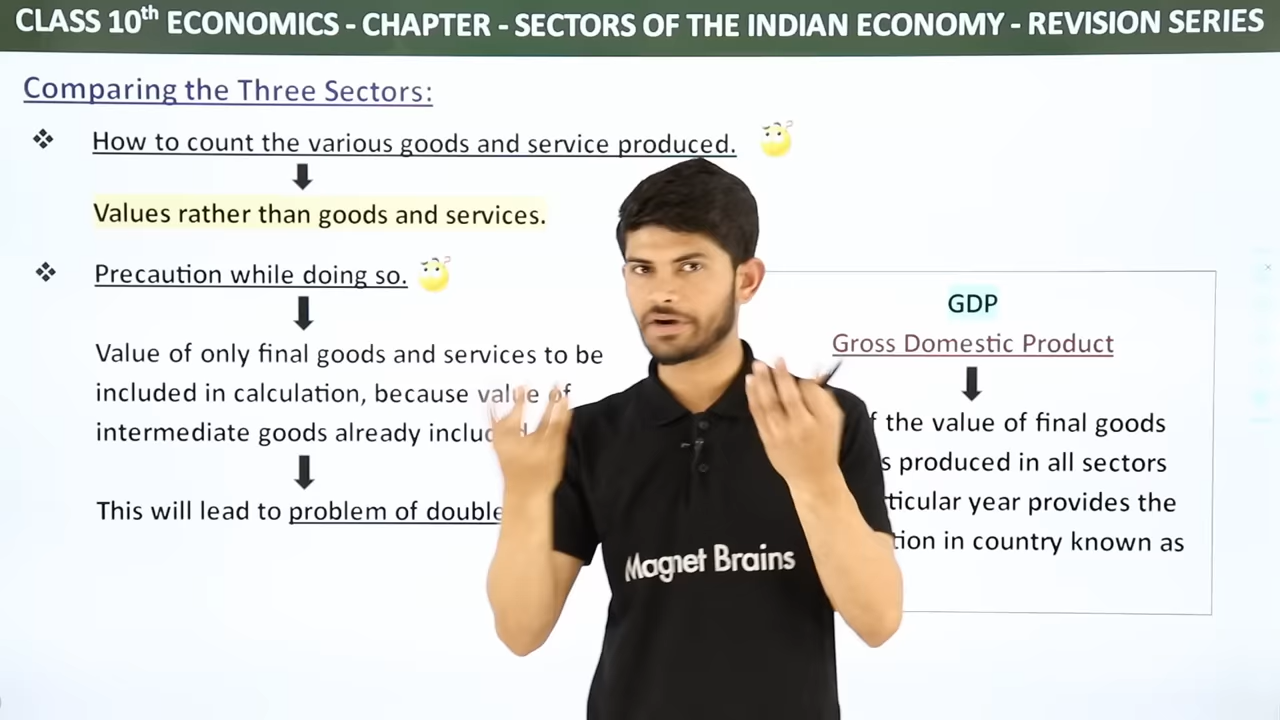 CLASS 10th ECONOMICS - CHAPTER - SECTORS OF THE INDIAN ECONOMY - REVISION SERIES
Comparing the Three Sectors:
How to count the various goods and service produced.
Values rather than goods and services.
Precaution while doing so.
Value of only final goods and services to be
included in calculation, because value of
intermediate goods already
This will lead to problem of double
GDP
Gross Domestic Product
the value of final goods
produced in all sectors
year provides the
in country known as
Magnet Brains